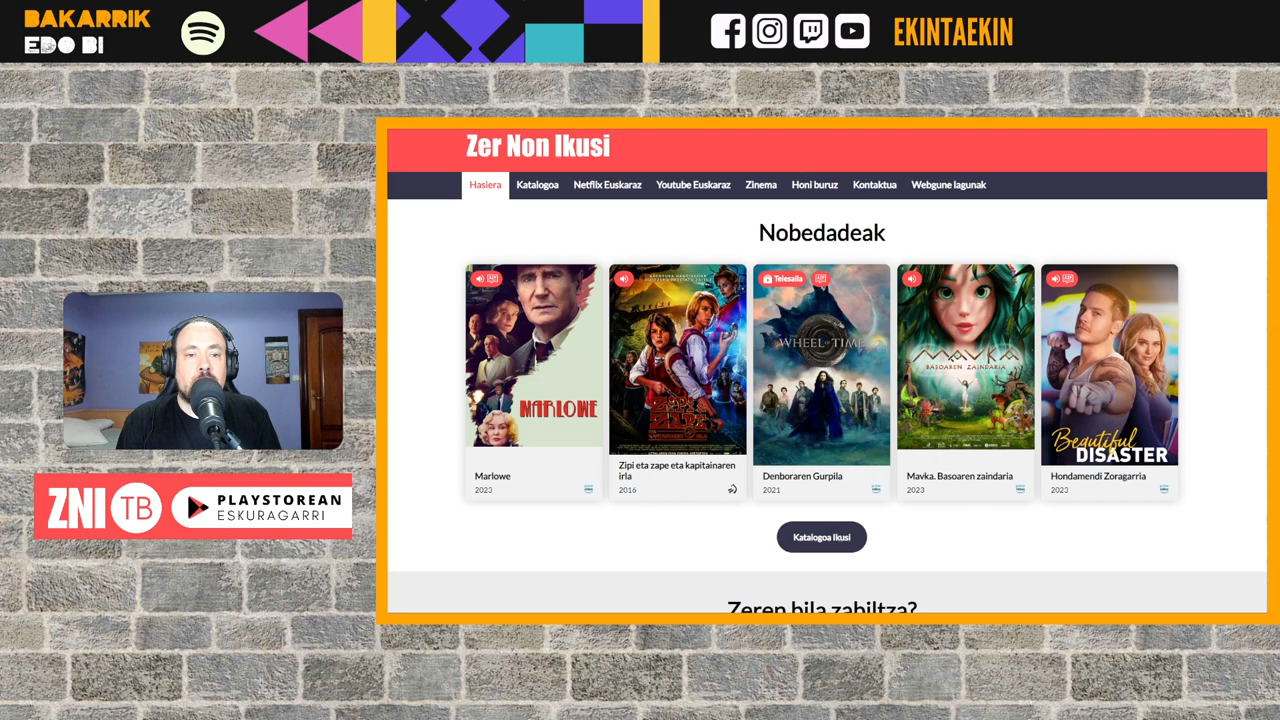 BAKARRIK
EDO BI
EKINTAEKIN
Zer Non Ikusi
Hasiera Katalogoa Netflix Euskaraz Youtube Euskaraz Zinema Honi buruz Kontaktua Webgune lagunak
Nobedadeak
MARLOWE
Marlowe
2023
ZIPI
ZAPE
Zipi eta zape eta kapitainaren
irla
2016
Telesaila
WHEEL OF TIME
Denboraren Gurpila
2021
MAVKA
BASOAREN ZAINDARIA
Mavka. Basoaren zaindaria
2023
Beautiful
DISASTER
Hondamendi Zoragarria
2023
Katalogoa Ikusi
Zeren bila zabiltza?
ZNI TB
PLAYSTOREAN
ESKURAGARRI